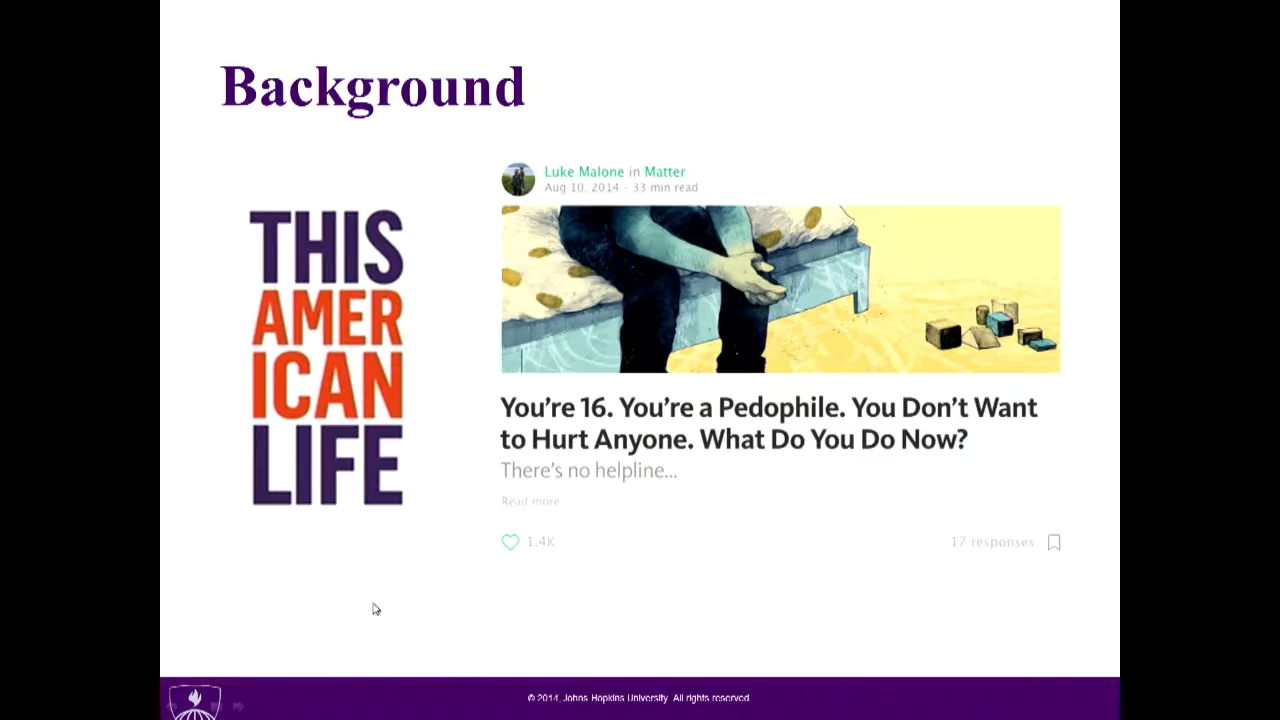 Background
THIS
AMER
ICAN
LIFE
Luke Malone in Matter
Aug 10, 2014 · 33 min read
You're 16. You're a Pedophile. You Don't Want
to Hurt Anyone. What Do You Do Now?
There's no helpline...
Read more
1.4K
17 responses
© 2014, Johns Hopkins University. All rights reserved.